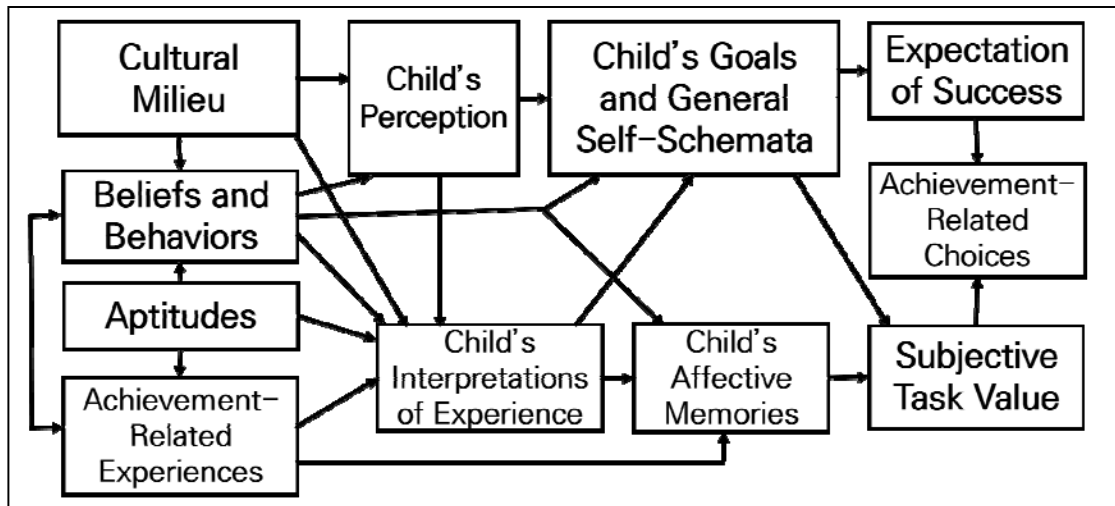 Cultural
Milieu
Child's
Perception
Child's Goals
and General
Self-Schemata
Expectation
of Success
Beliefs and
Behaviors
Achievement-
Related
Choices
Aptitudes
Achievement-
Related
Experiences
Child's
Interpretations
of Experience
Child's
Affective
Memories
Subjective
Task Value